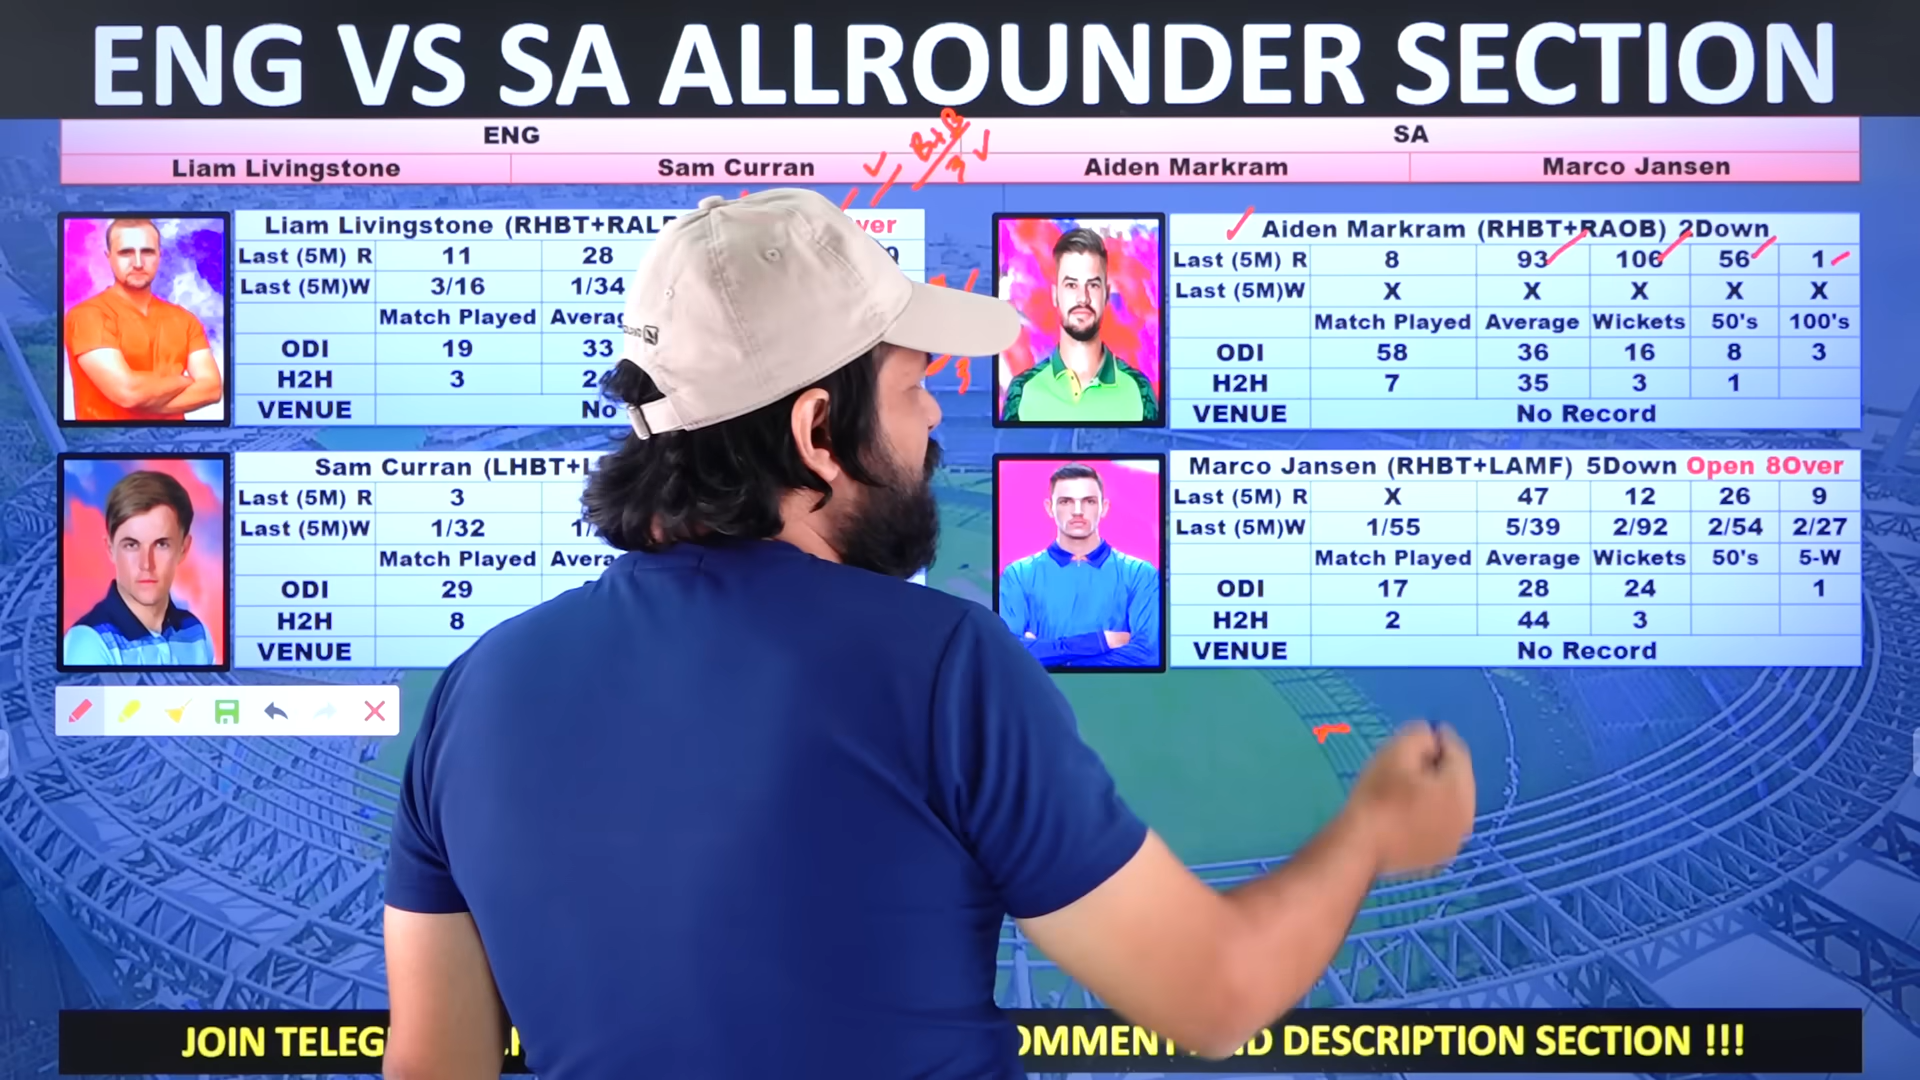 ENG VS SA ALLROUNDER SECTION
ENG SA
Liam Livingstone Sam Curran Aiden Markram Marco Jansen
B+B
3
Liam Livingstone (RHBT+RALB
Last (5M) R 11 28
Last (5M)W 3/16 1/34
Match Played
ODI 19 33
H2H 3
VENUE No
3
Aiden Markram (RHBT+RAOB) 2Down
Last (5M) R 8 93 106 56 1
Last (5M)W X X X X X
Match Played Average Wickets 50's 100's
ODI 58 36 16 8 3
H2H 7 35 3 1
VENUE No Record
Sam Curran (LHBT+L
Last (5M) R 3
Last (5M)W 1/32
Match Played
ODI 29
H2H 8
VENUE
Marco Jansen (RHBT+LAMF) 5Down Open 8Over
Last (5M) R X 47 12 26 9
Last (5M)W 1/55 5/39 2/92 2/54 2/27
Match Played Average Wickets 50's 5-W
ODI 17 28 24 1
H2H 2 44 3
VENUE No Record
JOIN DESCRIPTION SECTION !!!